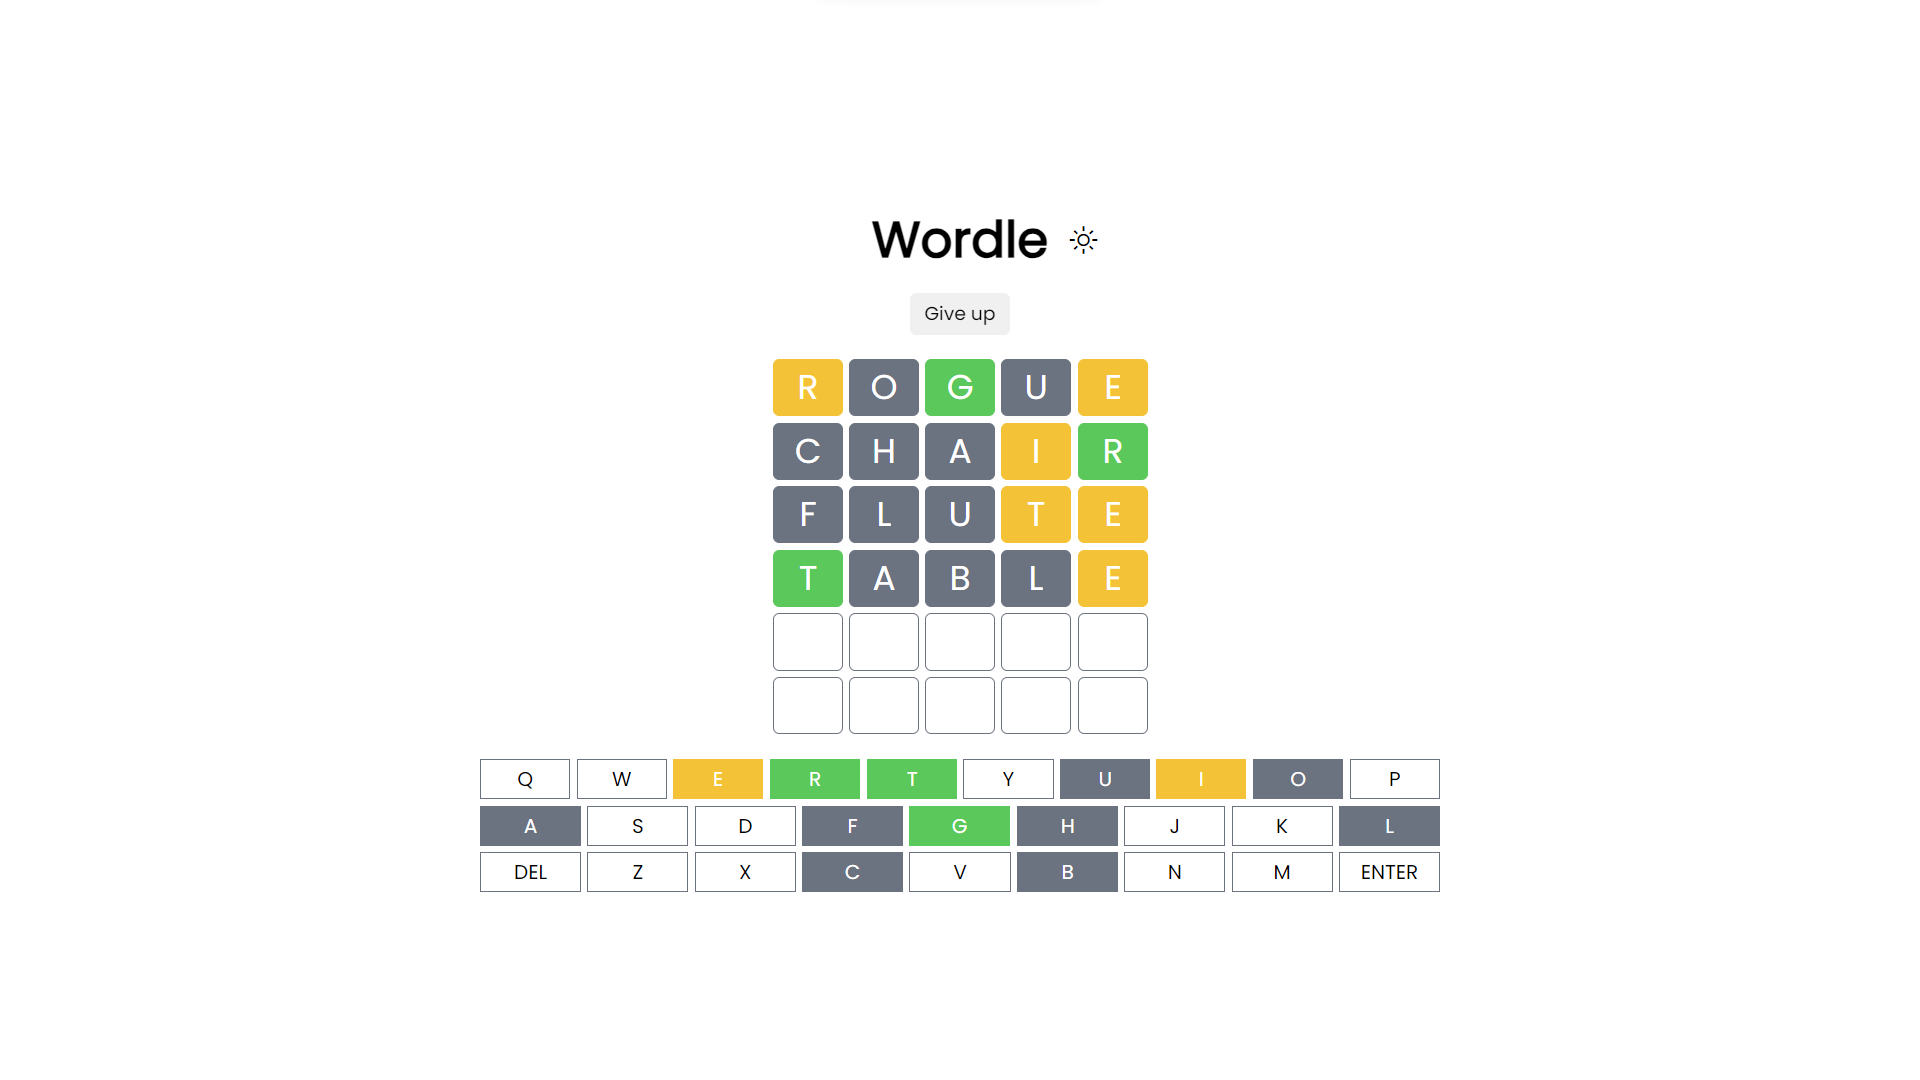 Wordle
Give up
R O G U E
C H A I R
F L U T E
T A B L E
Q W E R T Y U I O P
A S D F G H J K L
DEL Z X C V B N M ENTER